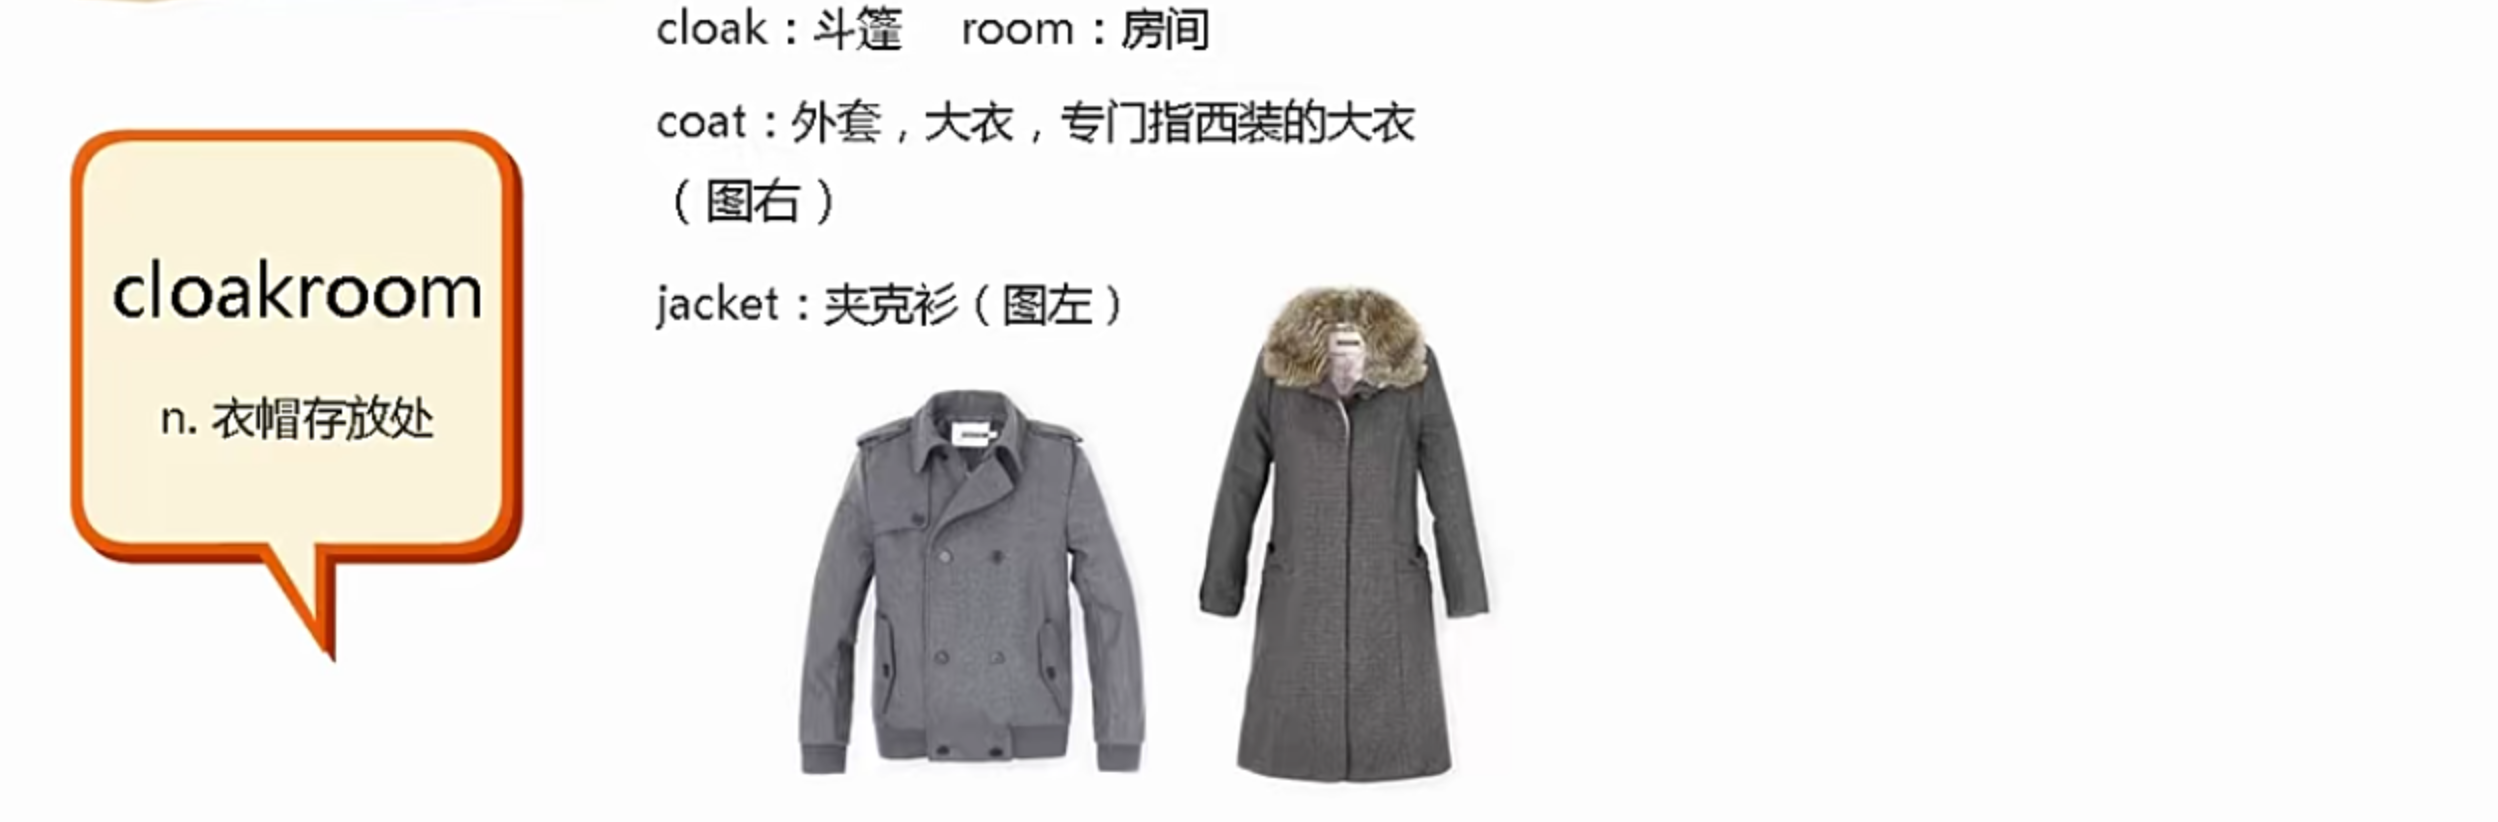 cloak：斗篷 room：房间
coat：外套，大衣，专门指西装的大衣
（图右）
cloakroom
jacket：夹克衫（图左）
n. 衣帽存放处